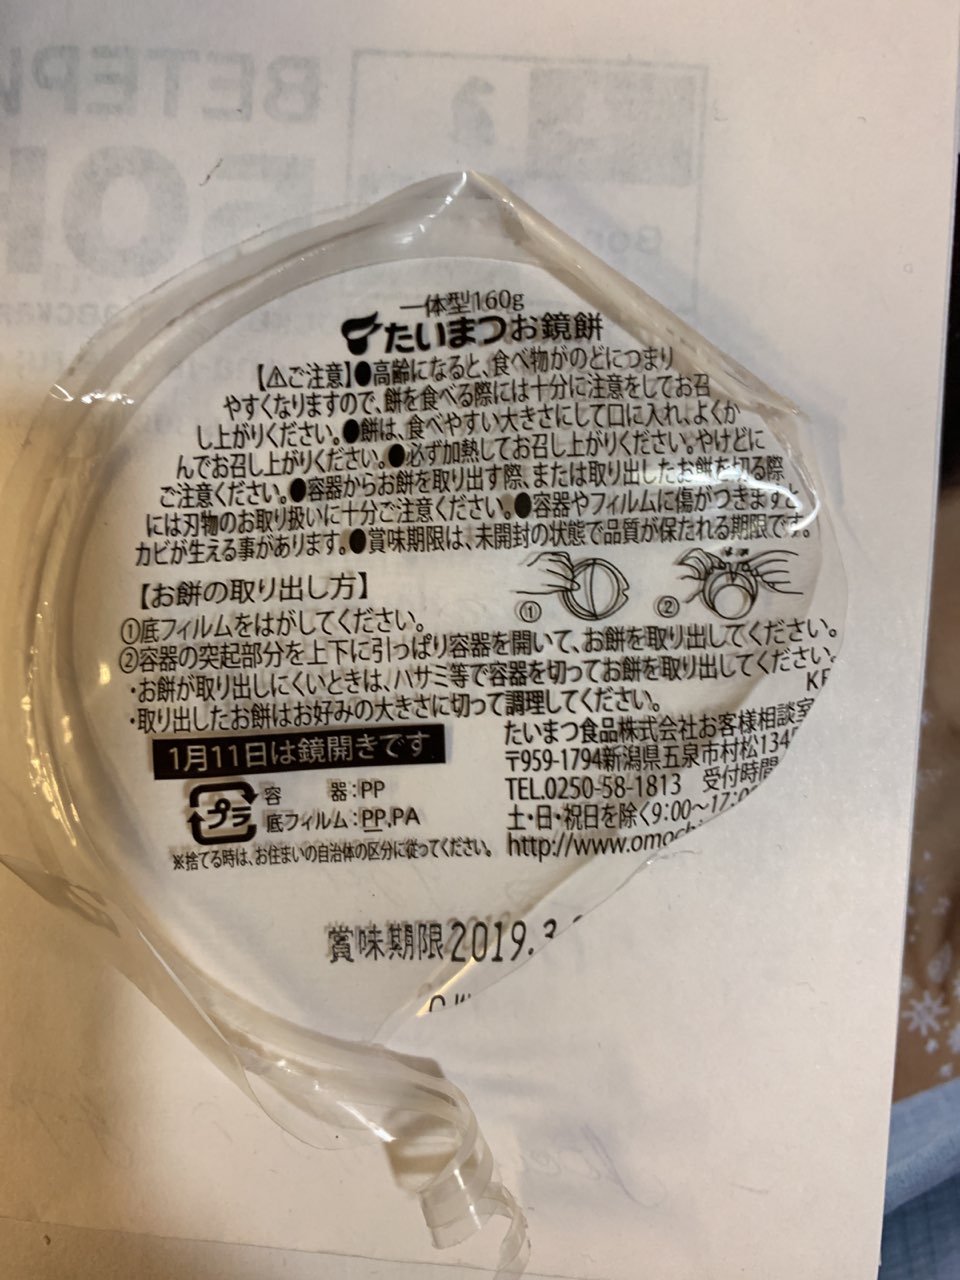 一体型160g
たいまつお鏡餅
【⚠ご注意】●高齢になると、食べ物がのどにつまり
やすくなりますので、餅を食べる際には十分に注意をしてお召
し上がりください。●餅は、食べやすい大きさにして口に入れ、よくか
んでお召し上がりください。●必ず加熱してお召し上がりください。やけどに
ご注意ください。●容器からお餅を取り出す際、または取り出したお餅を切る際
には刃物のお取り扱いに十分ご注意ください。●容器やフィルムに傷がつきますと
カビが生える事があります。●賞味期限は、未開封の状態で品質が保たれる期限です。
【お餅の取り出し方】
① ②
①底フィルムをはがしてください。
②容器の突起部分を上下に引っぱり容器を開いて、お餅を取り出してください。
・お餅が取り出しにくいときは、ハサミ等で容器を切ってお餅を取り出してください。
・取り出したお餅はお好みの大きさに切って調理してください。
1月11日は鏡開きです
プラ
容器:PP
底フィルム:PP,PA
※捨てる時は、お住まいの自治体の区分に従ってください。
たいまつ食品株式会社お客様相談室
〒959-1794新潟県五泉市村松134
TEL.0250-58-1813 受付時間
土・日・祝日を除く9:00〜17:0
http://www.omoch
賞味期限2019.3